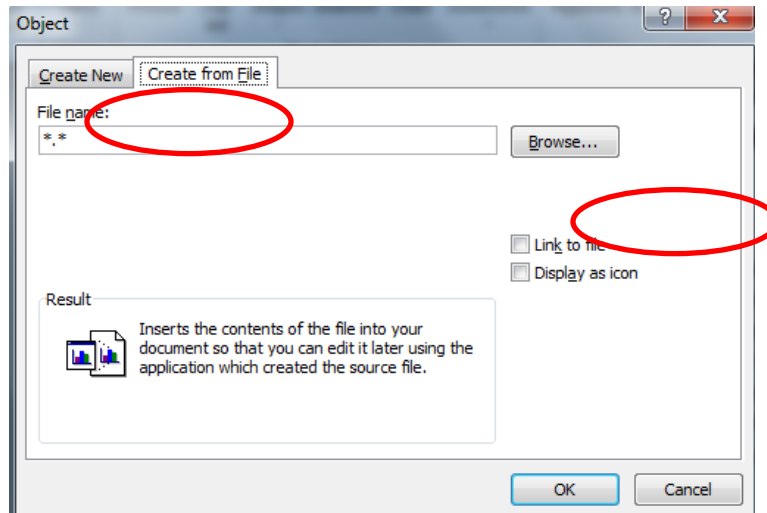 Object
?
X
Create New
Create from File
File name:
*.*
Browse...
Link to file
Display as icon
Result
Inserts the contents of the file into your
document so that you can edit it later using the
application which created the source file.
OK
Cancel